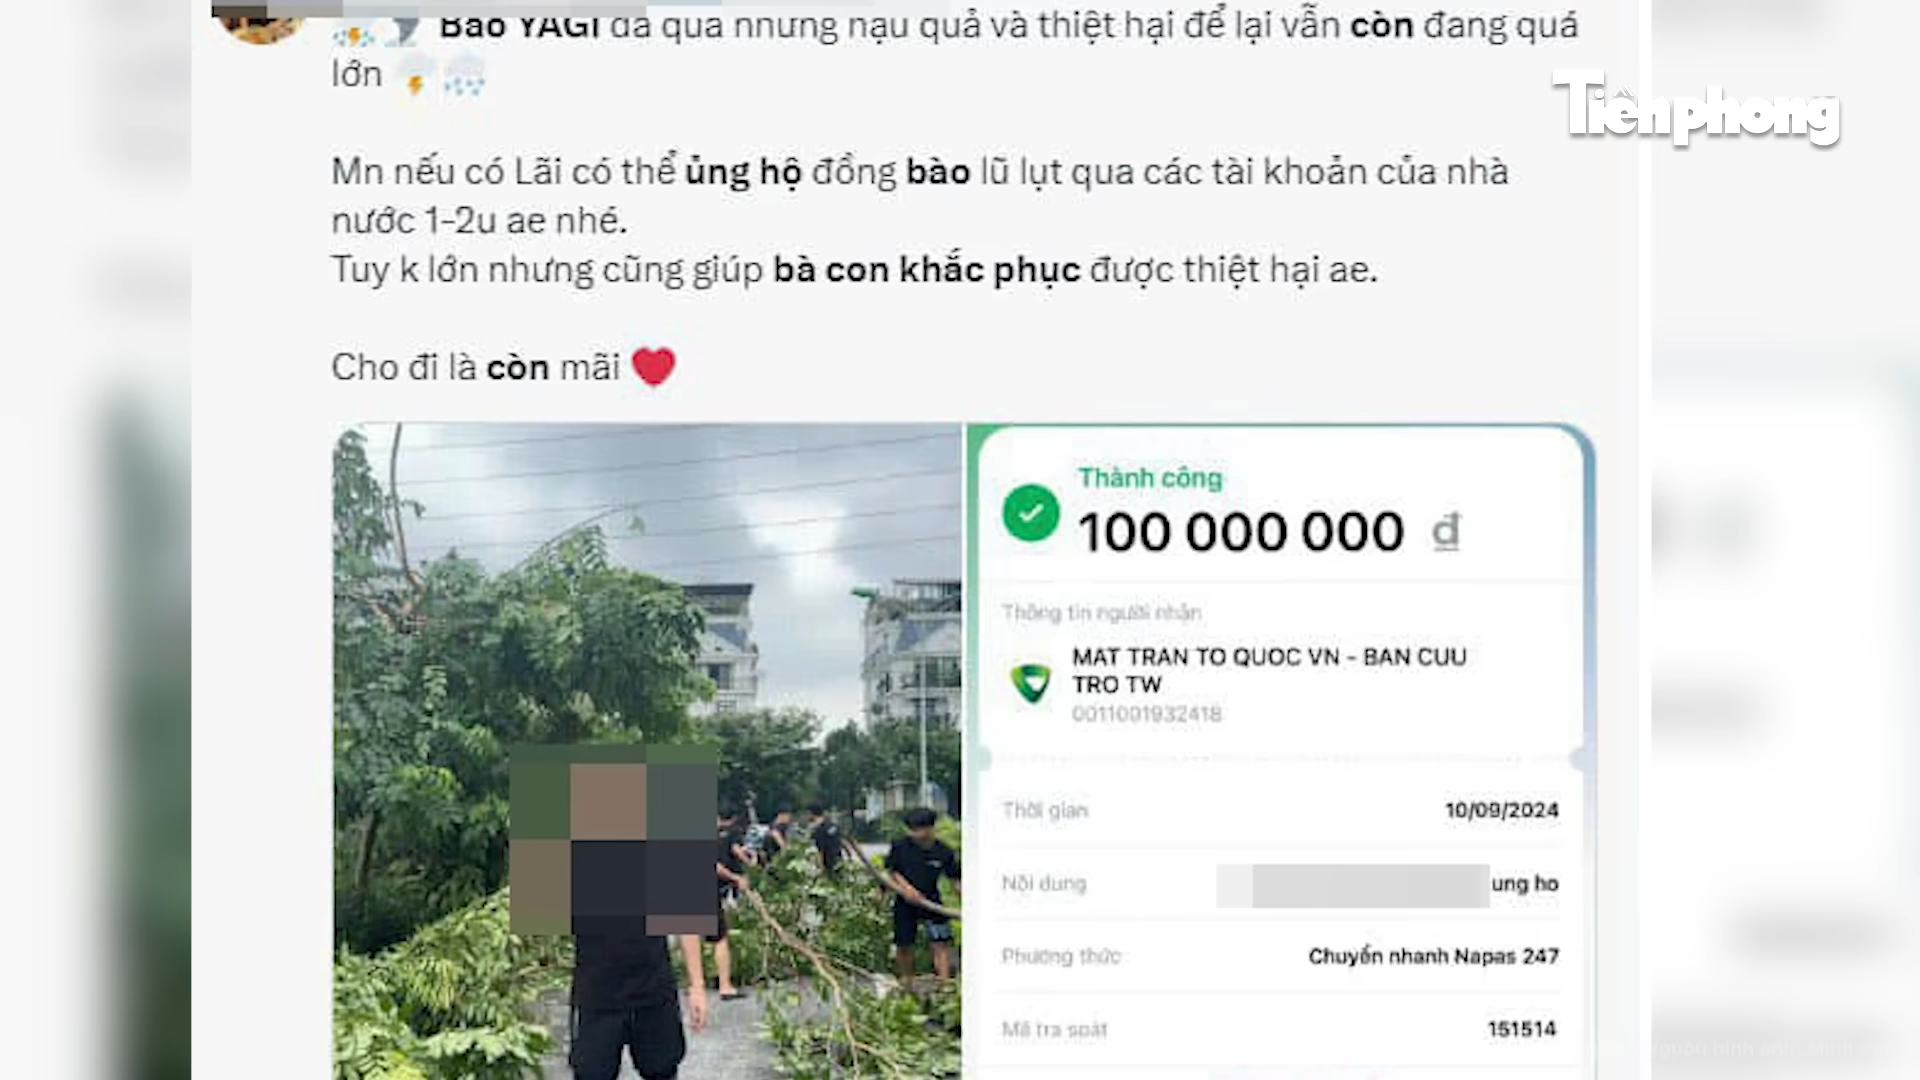 Bão YAGI đã qua nhưng hậu quả và thiệt hại để lại vẫn còn đang quá
lớn
Tiền phong
Mn nếu có Lãi có thể ủng hộ đồng bào lũ lụt qua các tài khoản của nhà
nước 1-2u ae nhé.
Tuy k lớn nhưng cũng giúp bà con khắc phục được thiệt hại ae.
Cho đi là còn mãi ❤️
Thành công
100 000 000 đ
Thông tin người nhận
MAT TRAN TO QUOC VN - BAN CUU
TRO TW
0011001932418
Thời gian
10/09/2024
Nội dung
ung ho
Phương thức
Chuyển nhanh Napas 247
Mã tra soát
151514